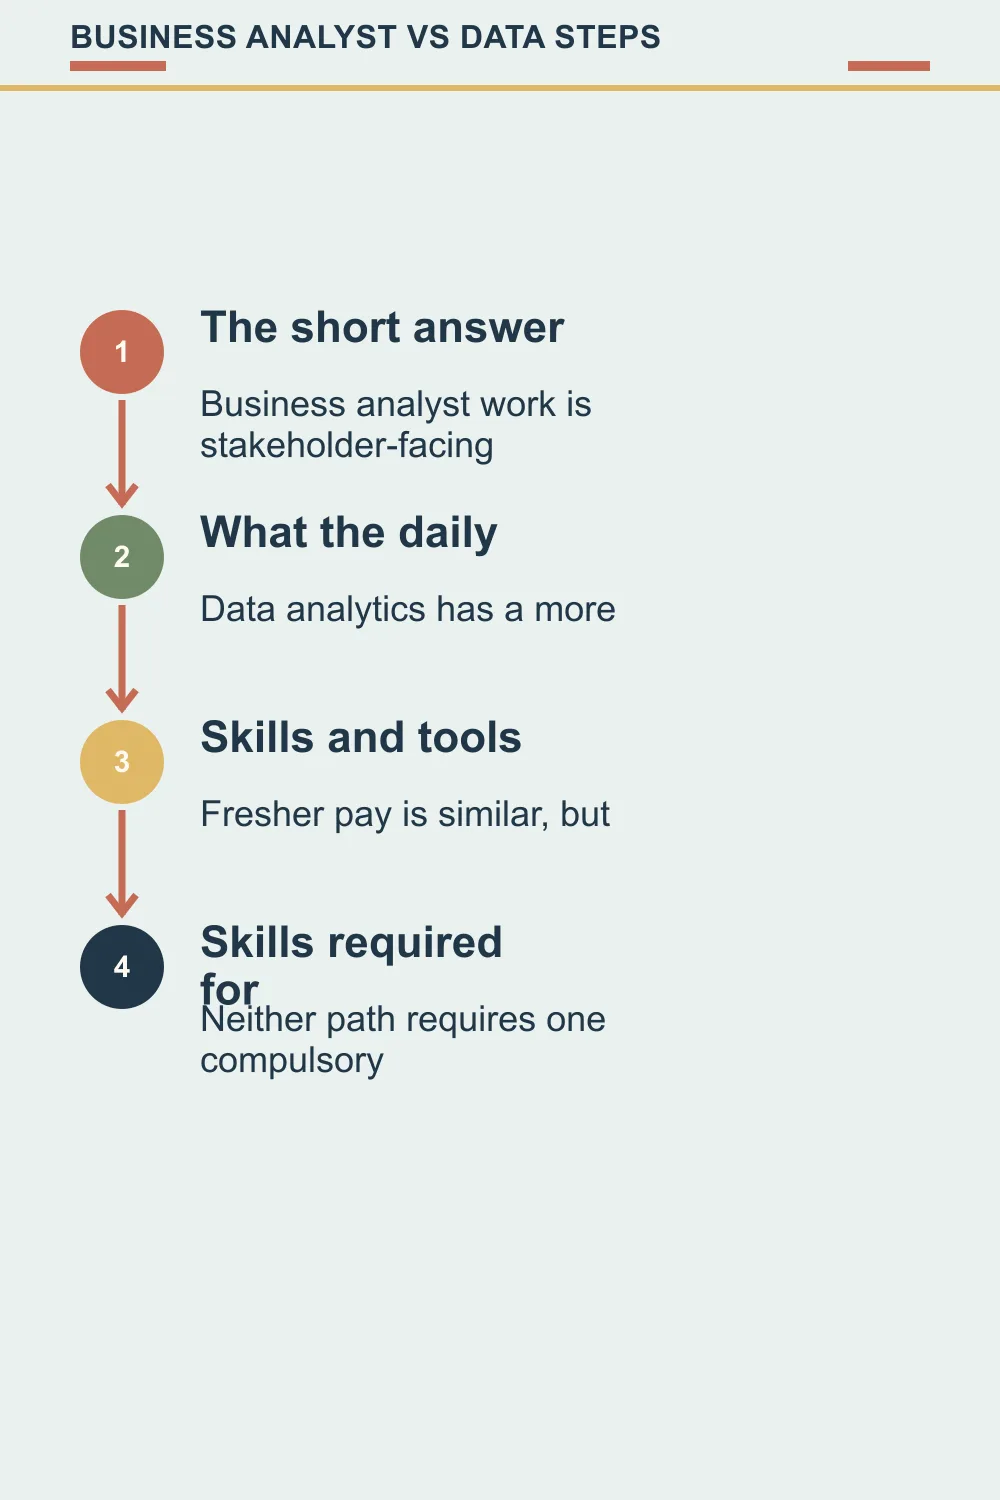 BUSINESS ANALYST VS DATA STEPS
1
The short answer
Business analyst work is
stakeholder-facing
2
What the daily
Data analytics has a more
3
Skills and tools
Fresher pay is similar, but
4
Skills required
for
Neither path requires one
compulsory